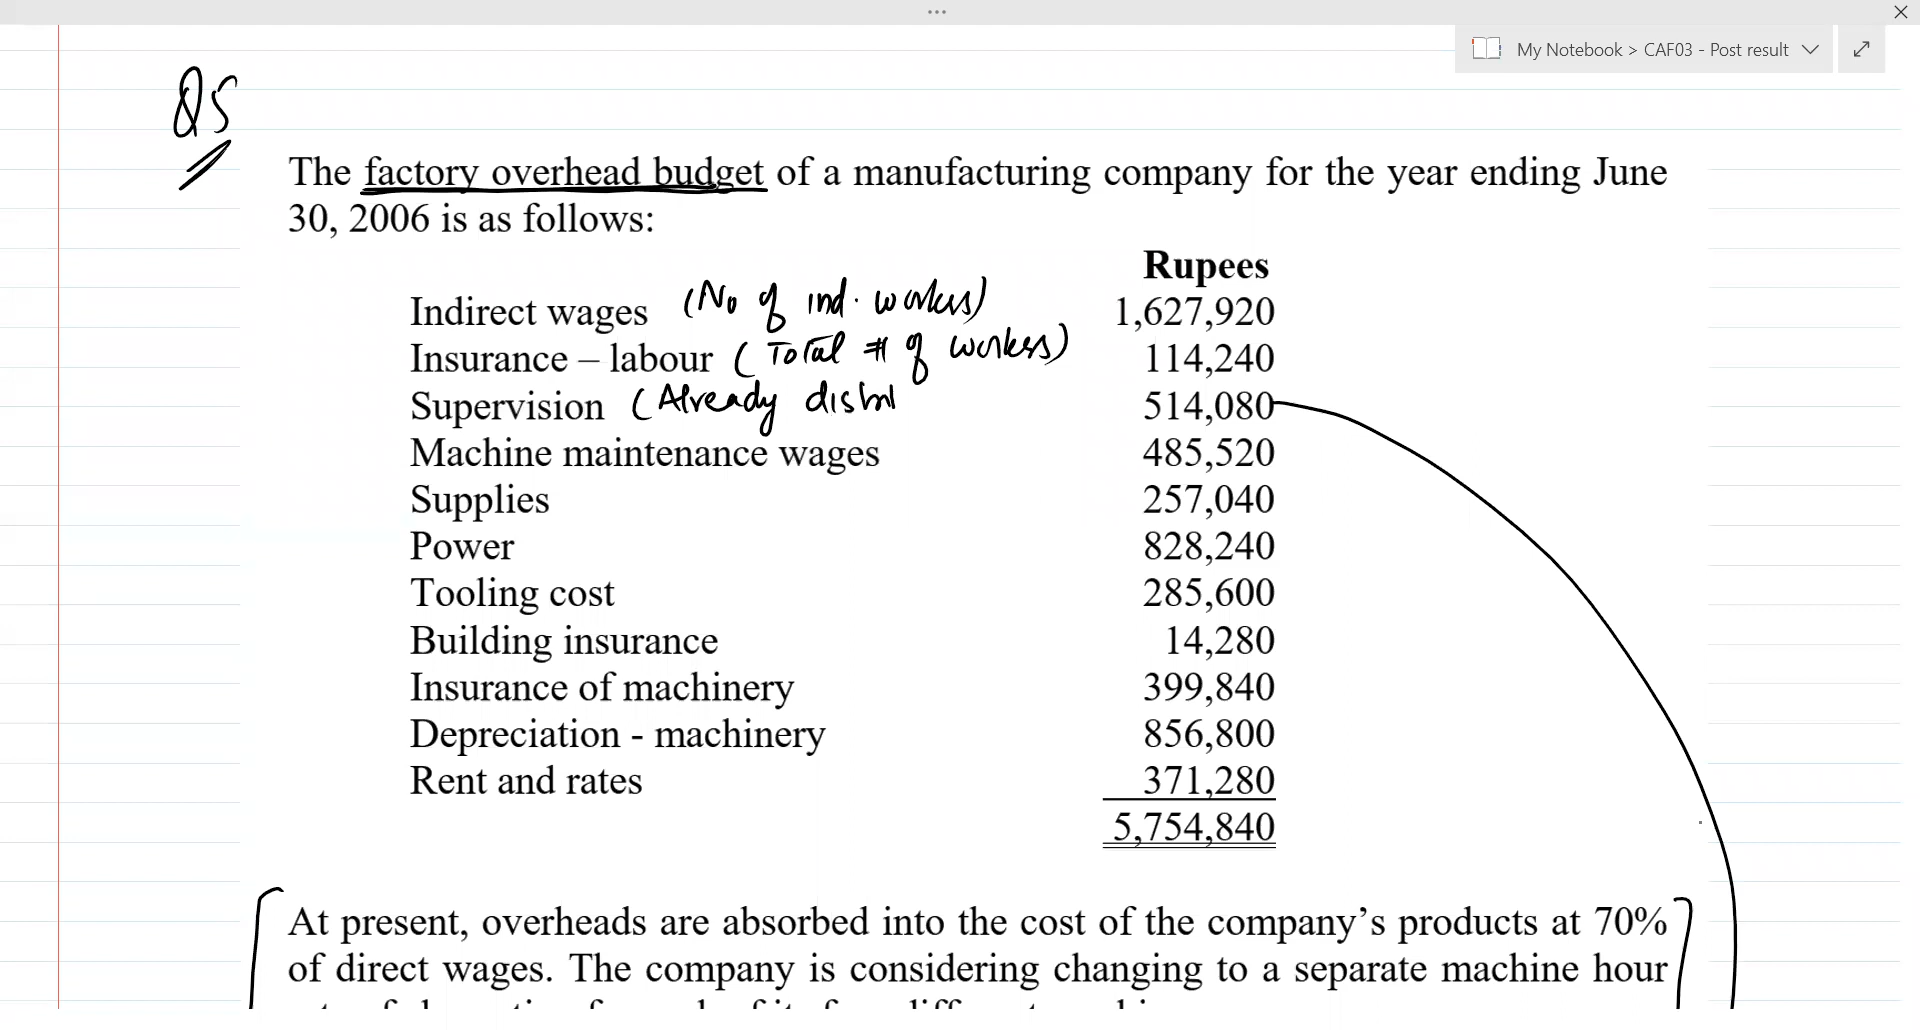 My Notebook > CAF03 - Post result
Q5
The factory overhead budget of a manufacturing company for the year ending June
30, 2006 is as follows:
Rupees
Indirect wages (No of ind. workers) 1,627,920
Insurance – labour (Total # of workers) 114,240
Supervision (Already 514,080
Machine maintenance wages 485,520
Supplies 257,040
Power 828,240
Tooling cost 285,600
Building insurance 14,280
Insurance of machinery 399,840
Depreciation - machinery 856,800
Rent and rates 371,280
5,754,840
At present, overheads are absorbed into the cost of the company's products at 70%
of direct wages. The company is considering changing to a separate machine hour